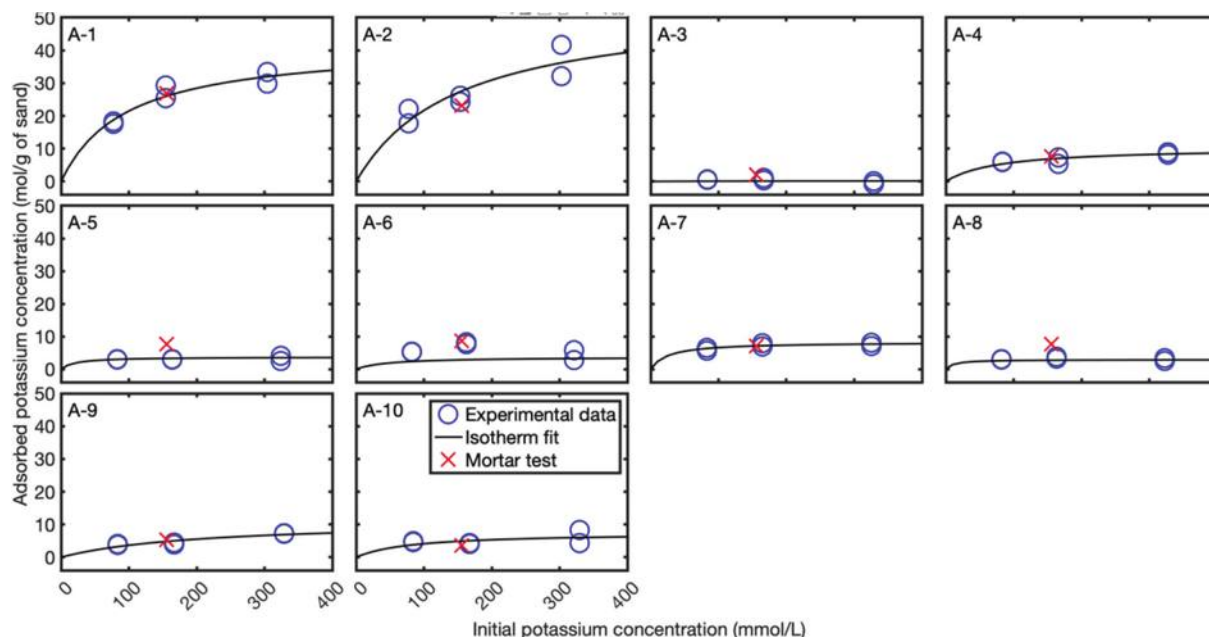 50 A-1 A-2 A-3 A-4
40
30
20
10
0
50 A-5 A-6 A-7 A-8
40
30
20
10
0
50 A-9 A-10
40
30
20
10
0
Experimental data
Isotherm fit
Mortar test
0 100 200 300 400 0 100 200 300 400
Adsorbed potassium concentration (mol/g of sand)
Initial potassium concentration (mmol/L)